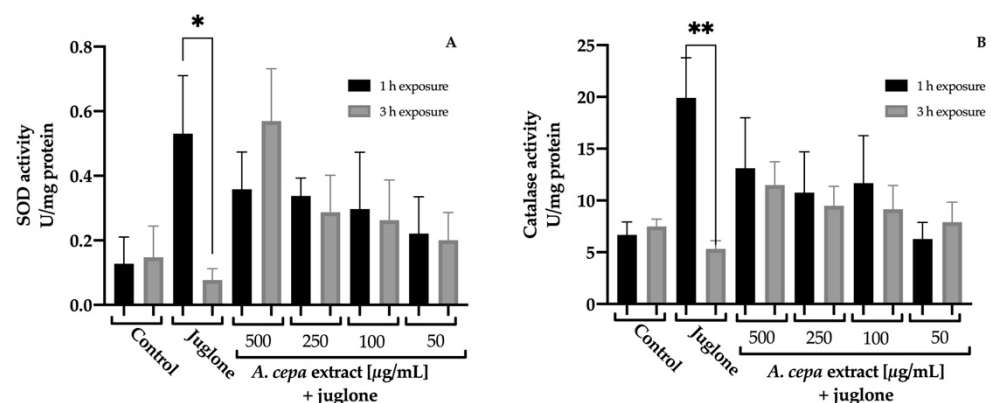 *
A
SOD activity
U/mg protein
0.8
0.6
0.4
0.2
0.0
1 h exposure
3 h exposure
Control
Juglone
500 250 100 50
A. cepa extract [µg/mL]
+ juglone
**
B
Catalase activity
U/mg protein
25
20
15
10
5
0
1 h exposure
3 h exposure
Control
Juglone
500 250 100 50
A. cepa extract [µg/mL]
+ juglone